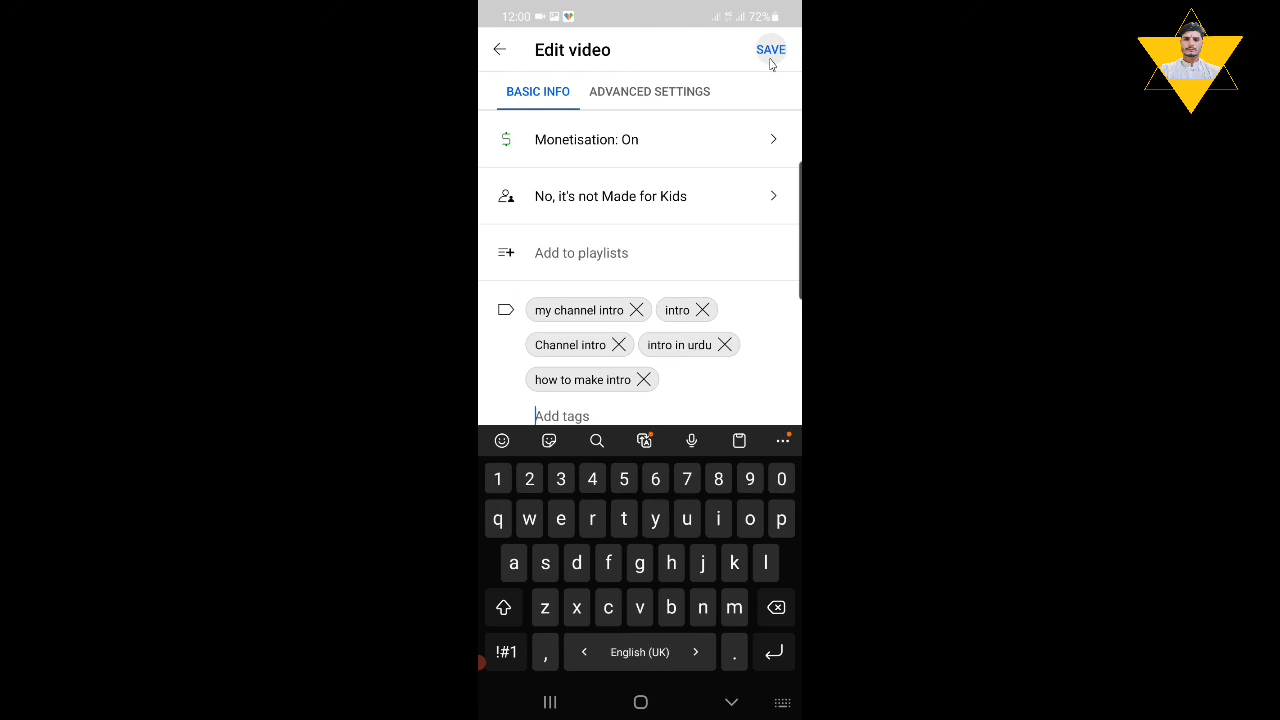 12:00 72%
Edit video SAVE
BASIC INFO ADVANCED SETTINGS
Monetisation: On
No, it's not Made for Kids
Add to playlists
my channel intro intro
Channel intro intro in urdu
how to make intro
Add tags
1 2 3 4 5 6 7 8 9 0
q w e r t y u i o p
a s d f g h j k l
z x c v b n m
!#1 , < English (UK) > .